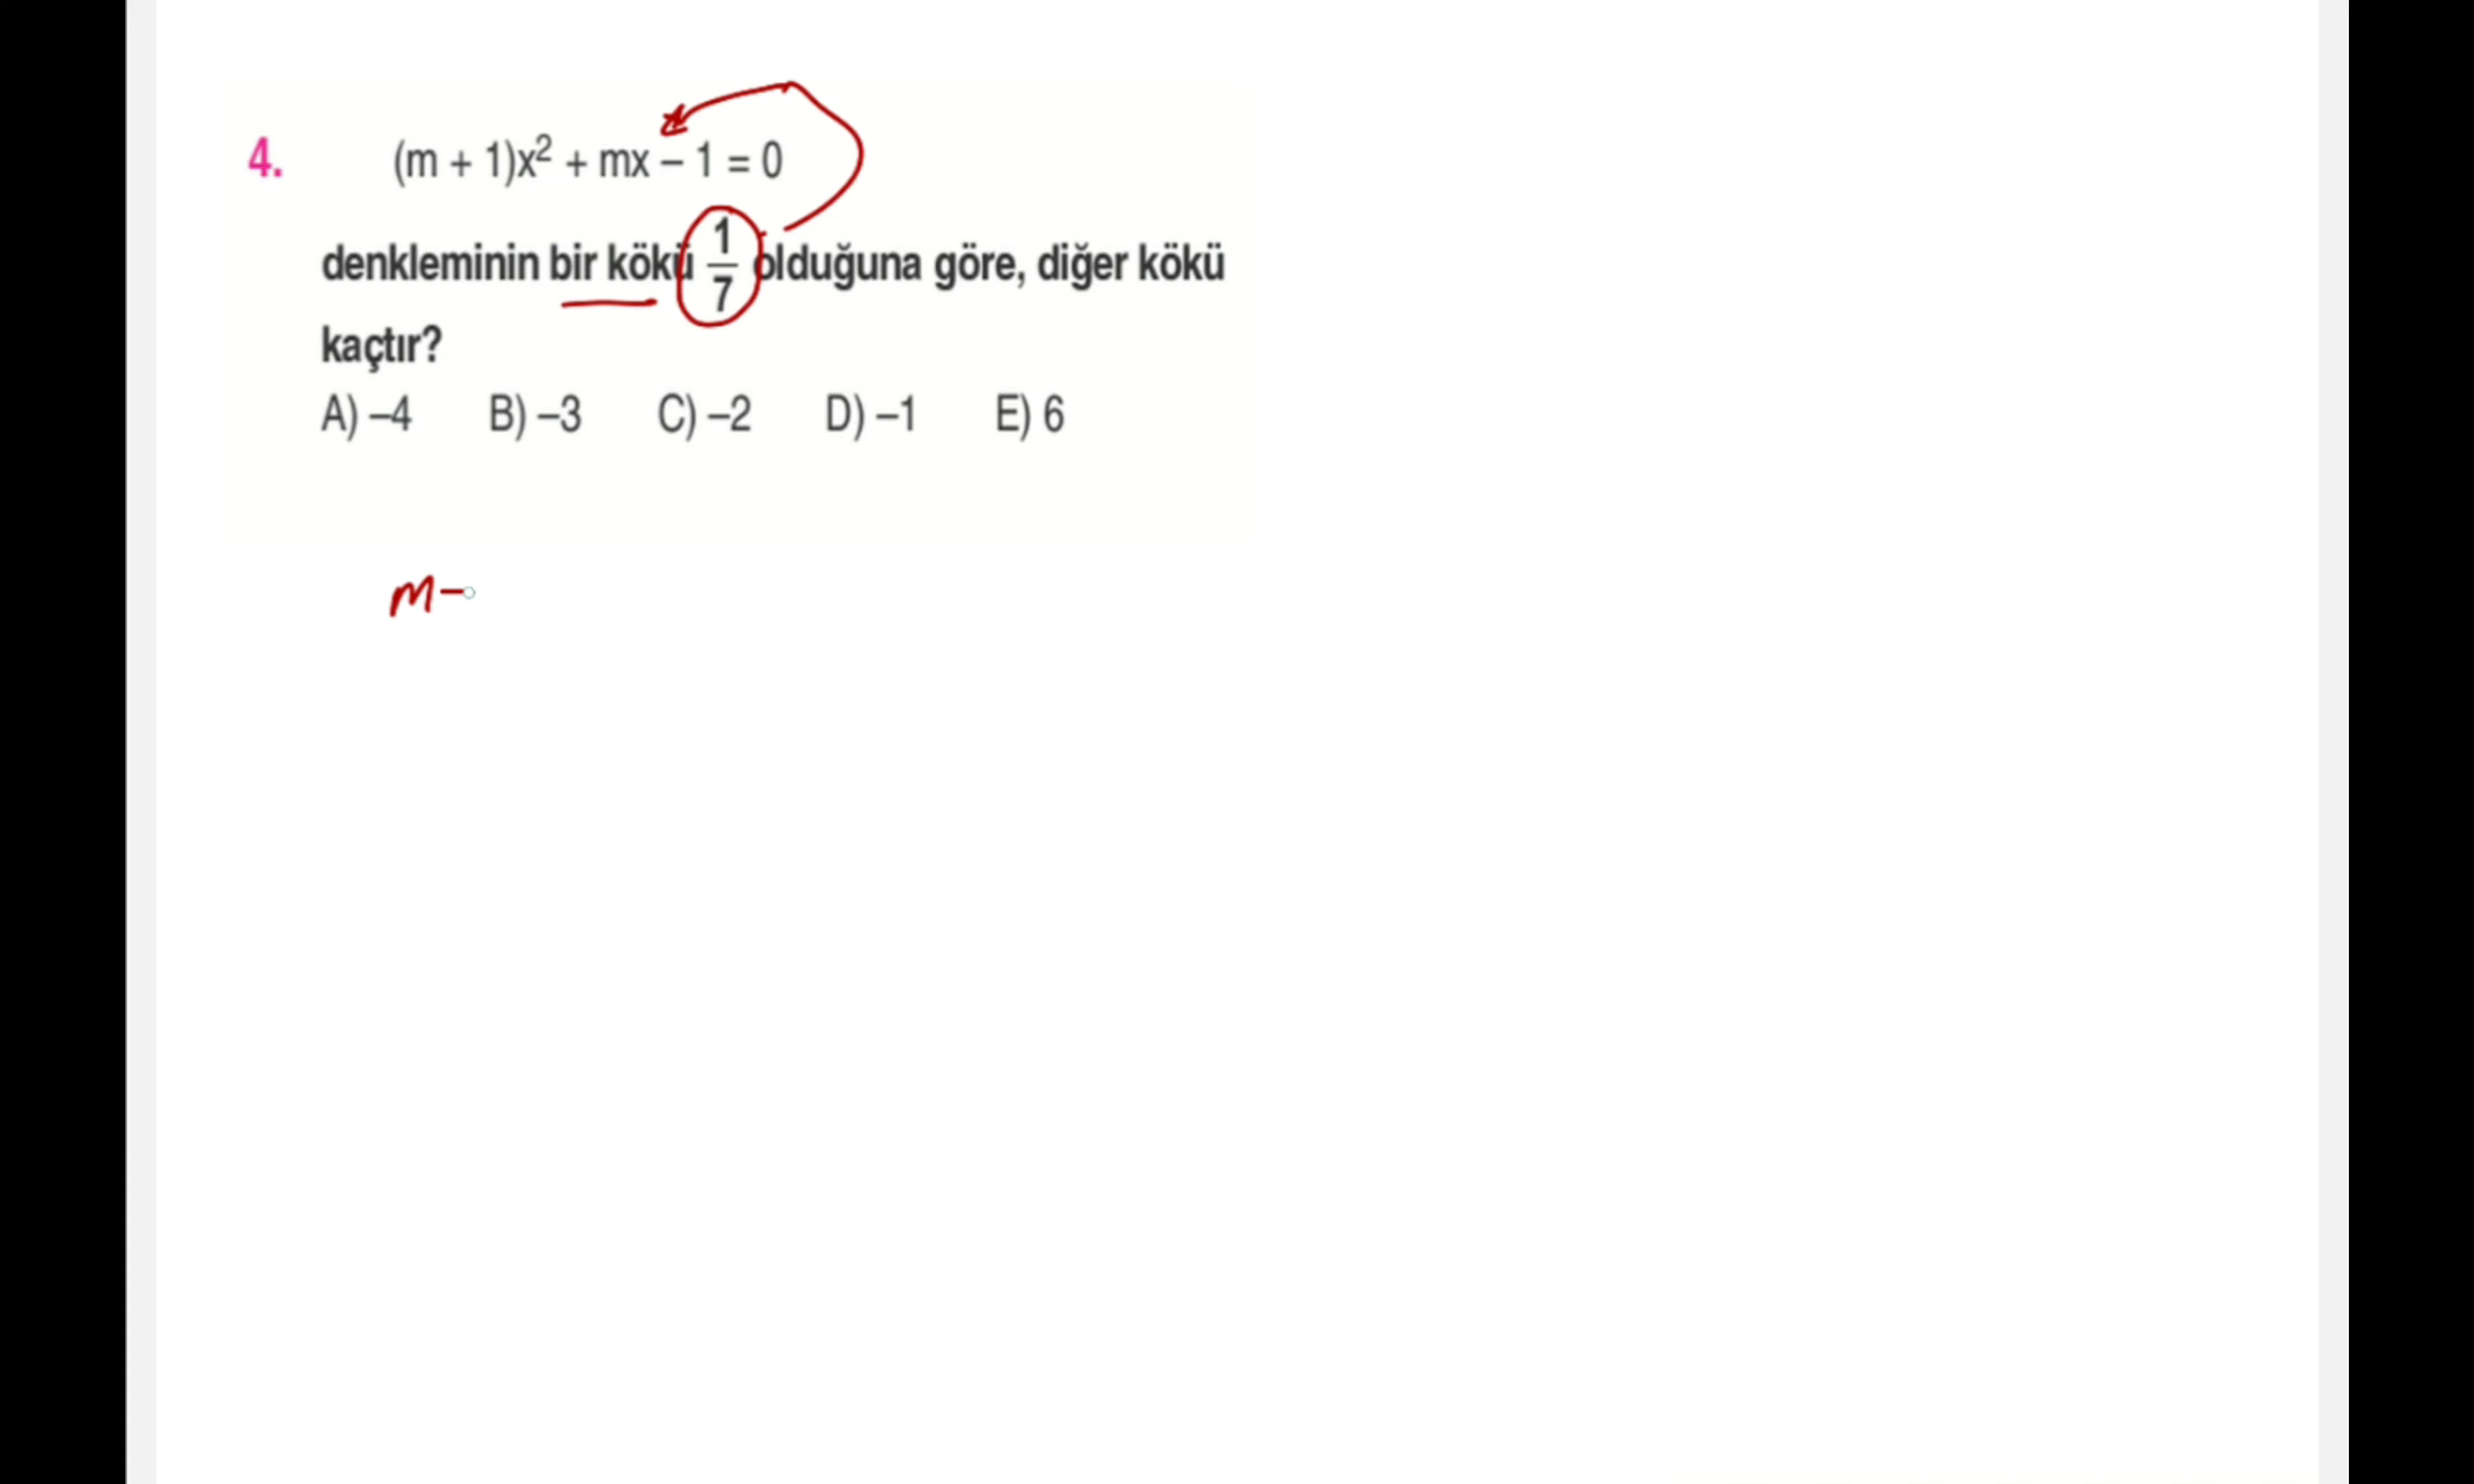 4. (m + 1)x² + mx – 1 = 0
denkleminin bir kökü 1/7 olduğuna göre, diğer kökü
kaçtır?
A) –4 B) –3 C) –2 D) –1 E) 6
m –